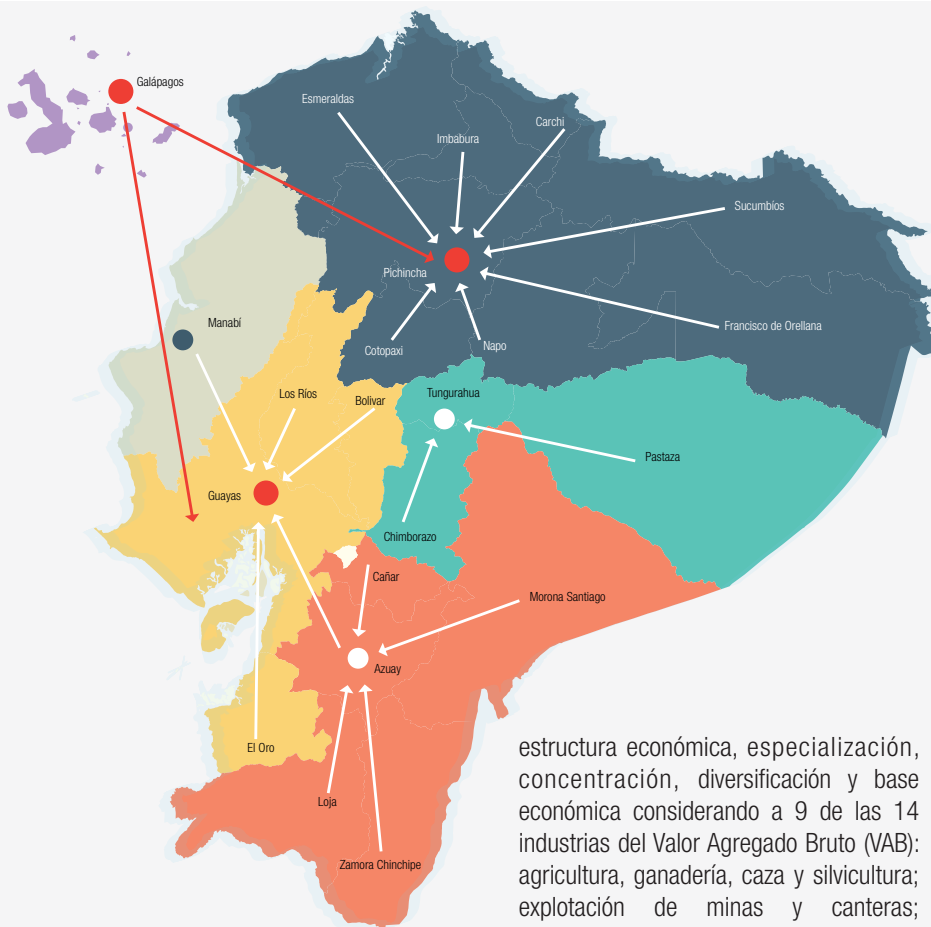 Galápagos
Esmeraldas
Carchi
Imbabura
Sucumbíos
Pichincha
Manabí
Francisco de Orellana
Cotopaxi
Napo
Los Ríos
Bolivar
Tungurahua
Pastaza
Guayas
Chimborazo
Cañar
Morona Santiago
Azuay
El Oro
Loja
Zamora Chinchipe
estructura económica, especialización,
concentración, diversificación y base
económica considerando a 9 de las 14
industrias del Valor Agregado Bruto (VAB):
agricultura, ganadería, caza y silvicultura;
explotación de minas y canteras;